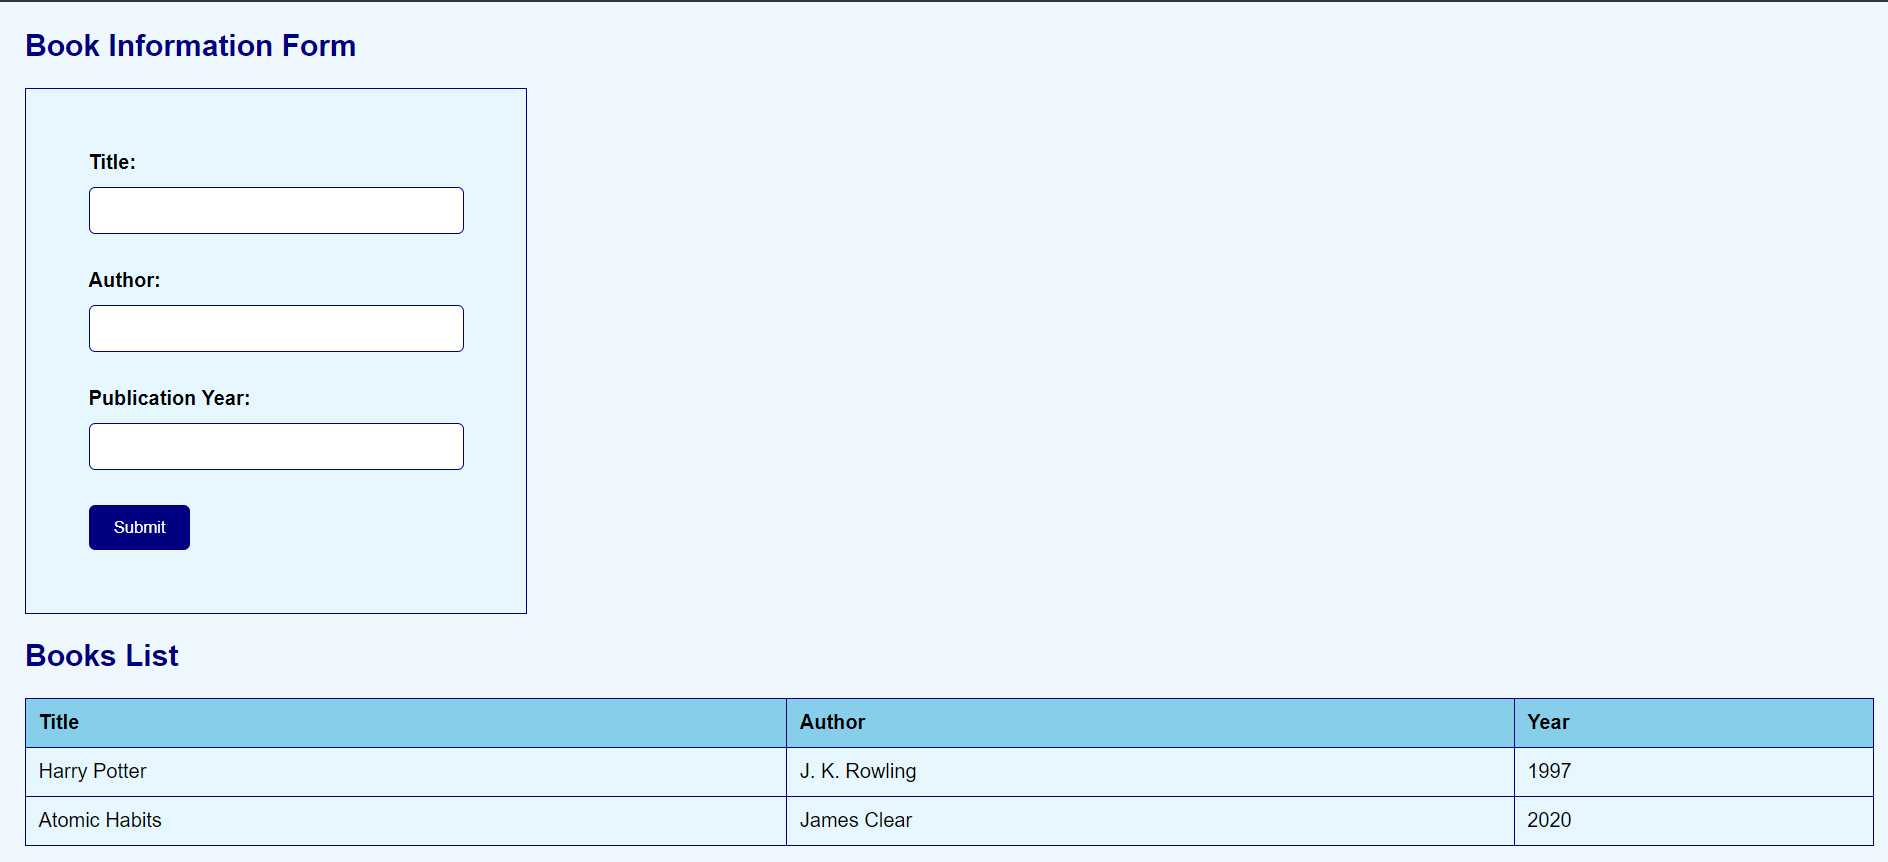 Book Information Form
Title:
Author:
Publication Year:
Submit
Books List
Title Author Year
Harry Potter J. K. Rowling 1997
Atomic Habits James Clear 2020